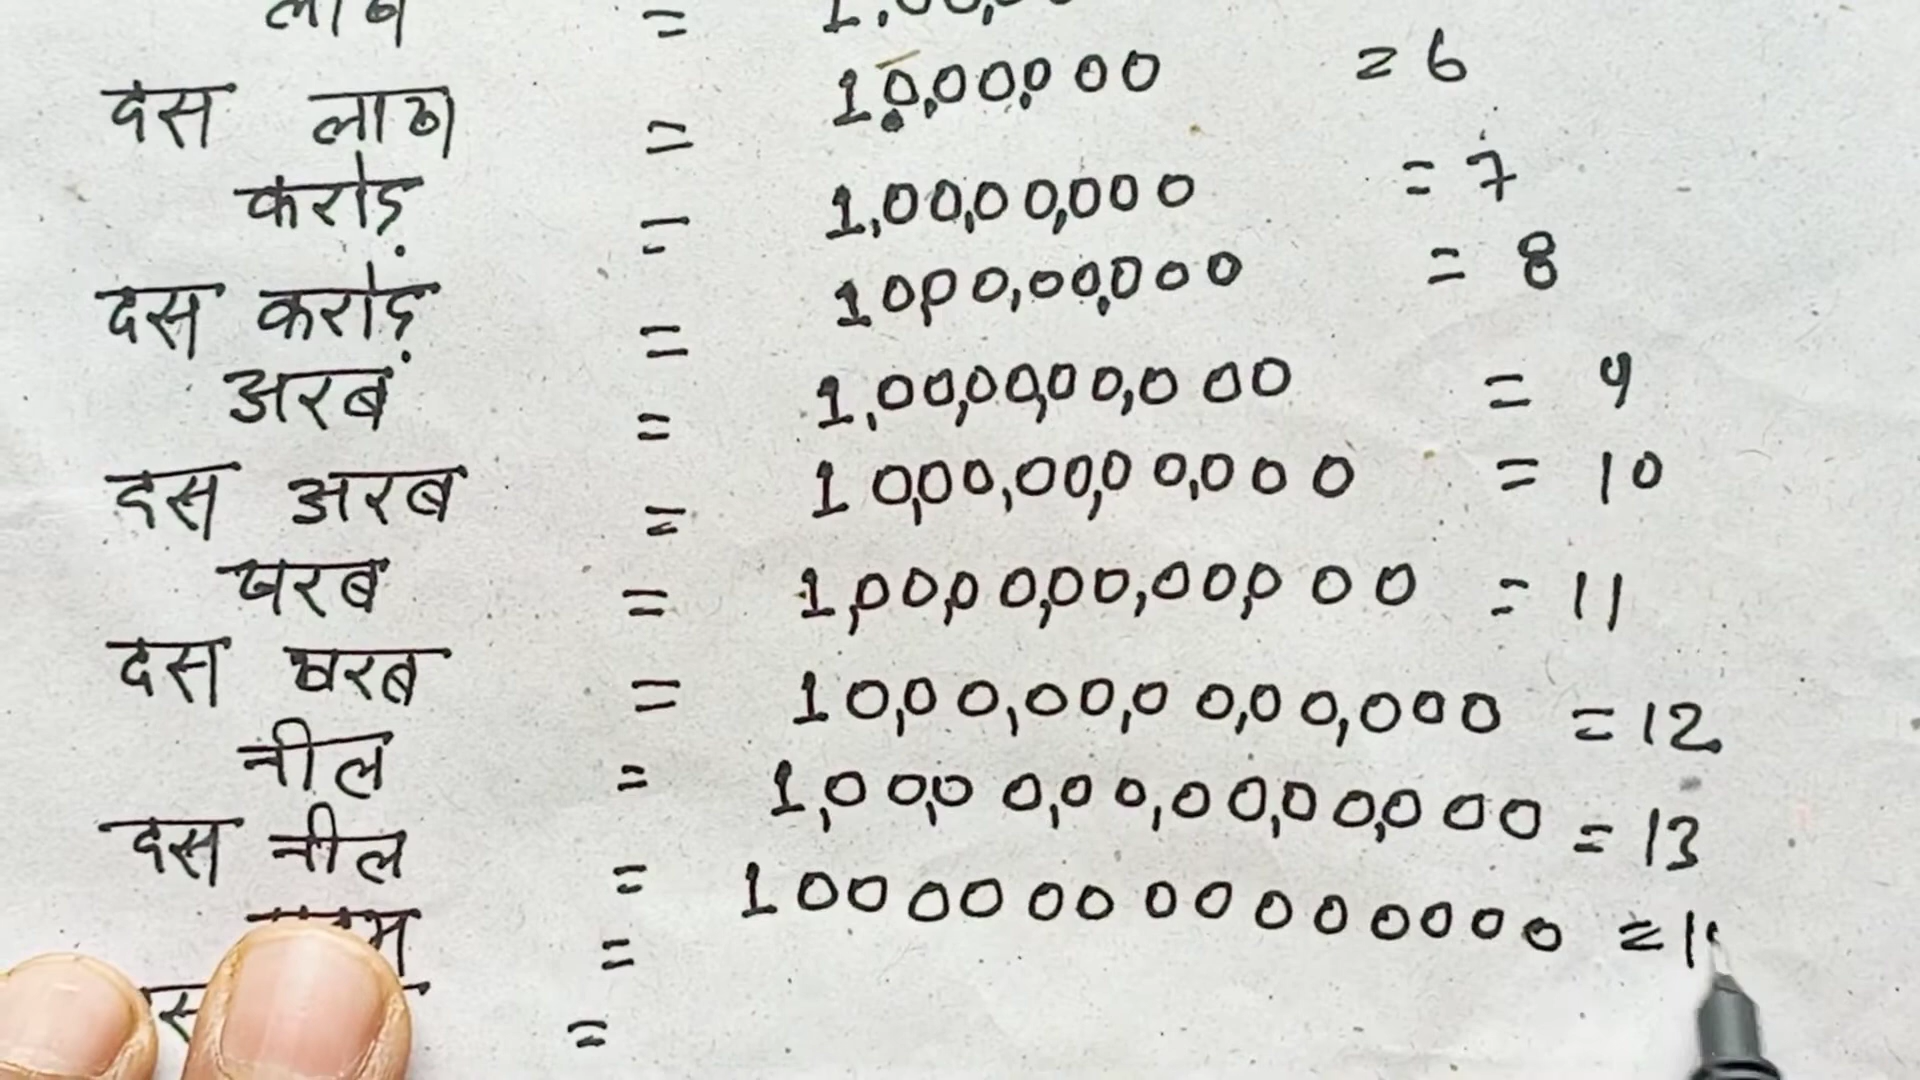 लाख = 1,00,
दस लाख = 10,00,000 = 6
करोड़ = 1,00,00,000 = 7
दस करोड़ = 10,00,00,000 = 8
अरब = 1,00,00,00,000 = 9
दस अरब = 10,00,00,00,000 = 10
खरब = 1,00,00,00,00,000 = 11
दस खरब = 10,00,00,00,00,000 = 12
नील = 1,00,00,00,00,00,000 = 13
दस नील = 100000000000000 = 1
=
=